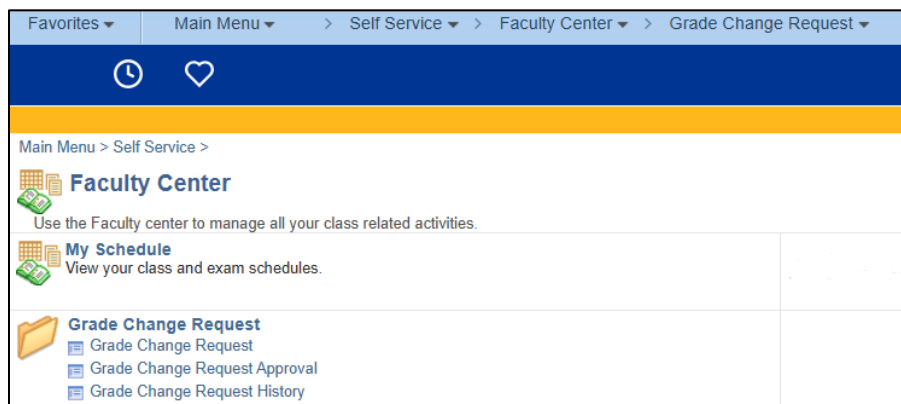 Favorites Main Menu > Self Service > Faculty Center > Grade Change Request
Main Menu > Self Service >
Faculty Center
Use the Faculty center to manage all your class related activities.
My Schedule
View your class and exam schedules.
Grade Change Request
Grade Change Request
Grade Change Request Approval
Grade Change Request History